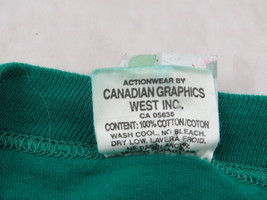 ACTIONWEAR BY
CANADIAN GRAPHICS
WEST INC.
CA 05838
CONTENT: 100% COTTON/COTON
WASH COOL, NO BLEACH.
DRY LOW, LAVER À FROID.